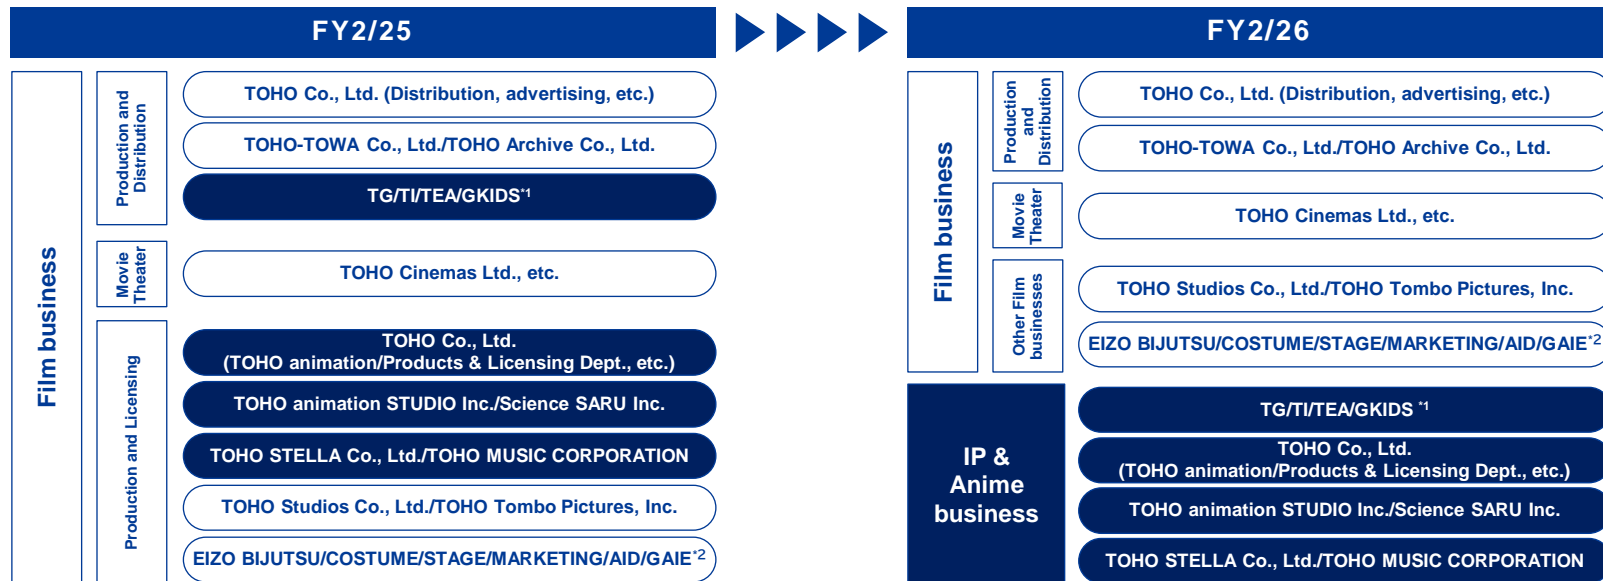 FY2/25
FY2/26
Film business
Production and
Distribution
TOHO Co., Ltd. (Distribution, advertising, etc.)
TOHO-TOWA Co., Ltd./TOHO Archive Co., Ltd.
TG/TI/TEA/GKIDS*1
Movie
Theater
TOHO Cinemas Ltd., etc.
Production and Licensing
TOHO Co., Ltd.
(TOHO animation/Products & Licensing Dept., etc.)
TOHO animation STUDIO Inc./Science SARU Inc.
TOHO STELLA Co., Ltd./TOHO MUSIC CORPORATION
TOHO Studios Co., Ltd./TOHO Tombo Pictures, Inc.
EIZO BIJUTSU/COSTUME/STAGE/MARKETING/AID/GAIE*2
Film business
Production
and
Distribution
TOHO Co., Ltd. (Distribution, advertising, etc.)
TOHO-TOWA Co., Ltd./TOHO Archive Co., Ltd.
Movie
Theater
TOHO Cinemas Ltd., etc.
Other Film
businesses
TOHO Studios Co., Ltd./TOHO Tombo Pictures, Inc.
EIZO BIJUTSU/COSTUME/STAGE/MARKETING/AID/GAIE*2
IP &
Anime
business
TG/TI/TEA/GKIDS *1
TOHO Co., Ltd.
(TOHO animation/Products & Licensing Dept., etc.)
TOHO animation STUDIO Inc./Science SARU Inc.
TOHO STELLA Co., Ltd./TOHO MUSIC CORPORATION